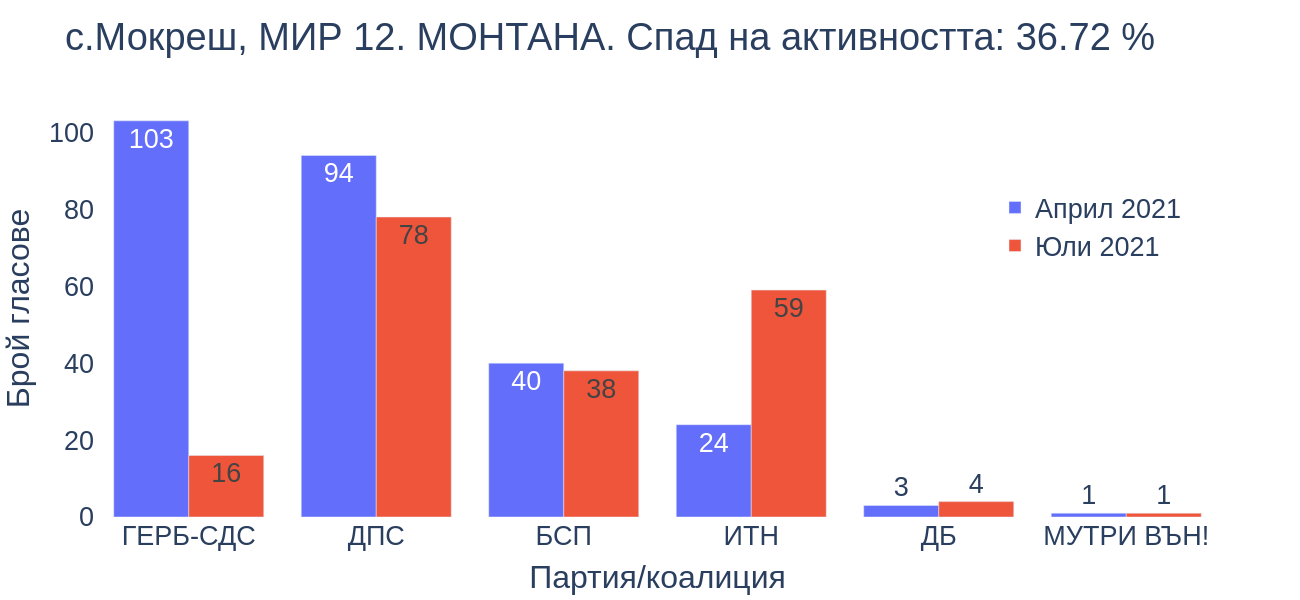 с.Мокреш, МИР 12. МОНТАНА. Спад на активността: 36.72 %
Брой гласове
100
80
60
40
20
0
103
16
94
78
40
38
24
59
3
4
1
1
Април 2021
Юли 2021
ГЕРБ-СДС
ДПС
БСП
ИТН
ДБ
МУТРИ ВЪН!
Партия/коалиция